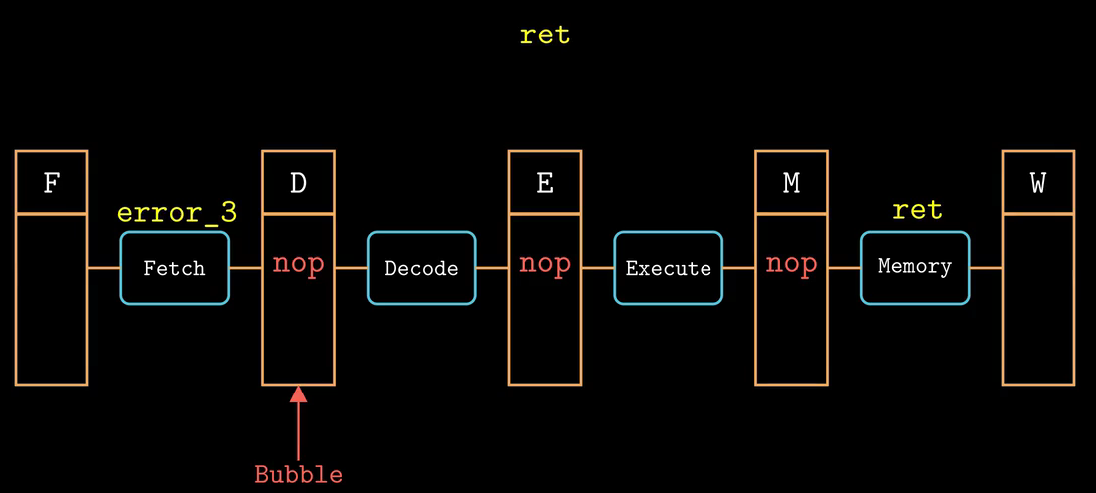 ret
F
D
E
M
W
error_3
ret
Fetch
nop
Decode
nop
Execute
nop
Memory
Bubble